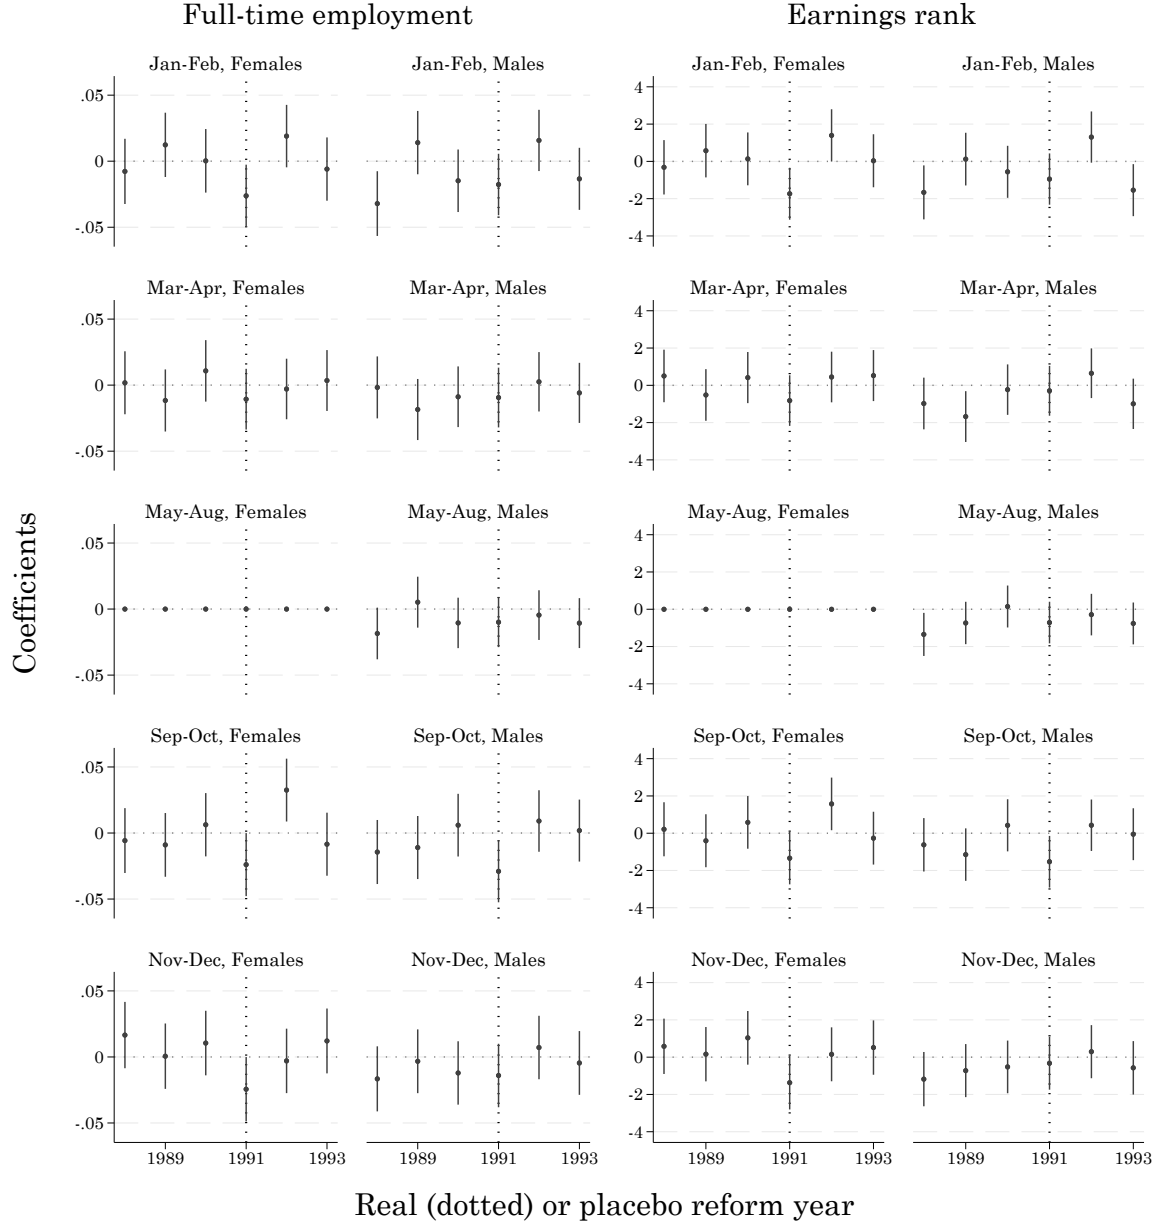 Full-time employment Earnings rank
Jan-Feb, Females Jan-Feb, Males Jan-Feb, Females Jan-Feb, Males
.05 4
2
0 0
-2
-.05 -4
Mar-Apr, Females Mar-Apr, Males Mar-Apr, Females Mar-Apr, Males
.05 4
2
0 0
-2
-.05 -4
Coefficients
May-Aug, Females May-Aug, Males May-Aug, Females May-Aug, Males
.05 4
2
0 0
-2
-.05 -4
Sep-Oct, Females Sep-Oct, Males Sep-Oct, Females Sep-Oct, Males
.05 4
2
0 0
-2
-.05 -4
Nov-Dec, Females Nov-Dec, Males Nov-Dec, Females Nov-Dec, Males
.05 4
2
0 0
-2
-.05 -4
1989 1991 1993 1989 1991 1993 1989 1991 1993 1989 1991 1993
Real (dotted) or placebo reform year